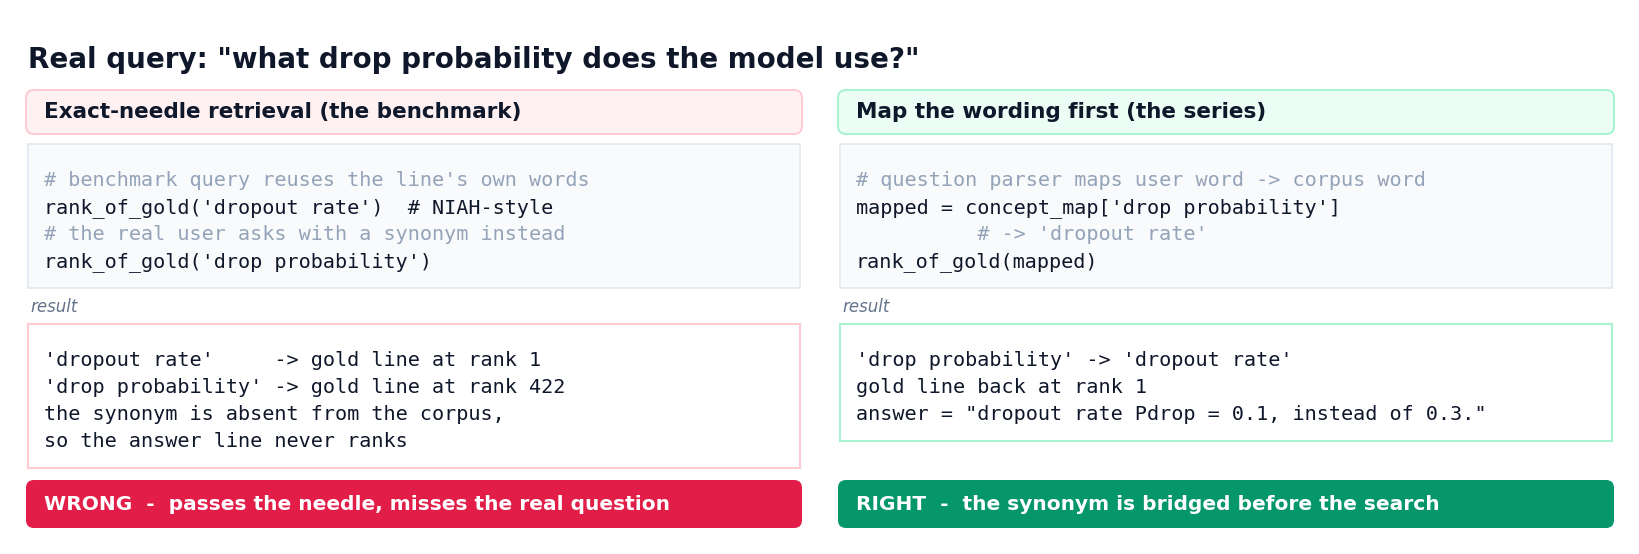 Real query: "what drop probability does the model use?"
Exact-needle retrieval (the benchmark)
# benchmark query reuses the line's own words
rank_of_gold('dropout rate')  # NIAH-style
# the real user asks with a synonym instead
rank_of_gold('drop probability')
result
'dropout rate'     -> gold line at rank 1
'drop probability' -> gold line at rank 422
the synonym is absent from the corpus,
so the answer line never ranks
WRONG  -  passes the needle, misses the real question
Map the wording first (the series)
# question parser maps user word -> corpus word
mapped = concept_map['drop probability']
          # -> 'dropout rate'
rank_of_gold(mapped)
result
'drop probability' -> 'dropout rate'
gold line back at rank 1
answer = "dropout rate Pdrop = 0.1, instead of 0.3."
RIGHT  -  the synonym is bridged before the search